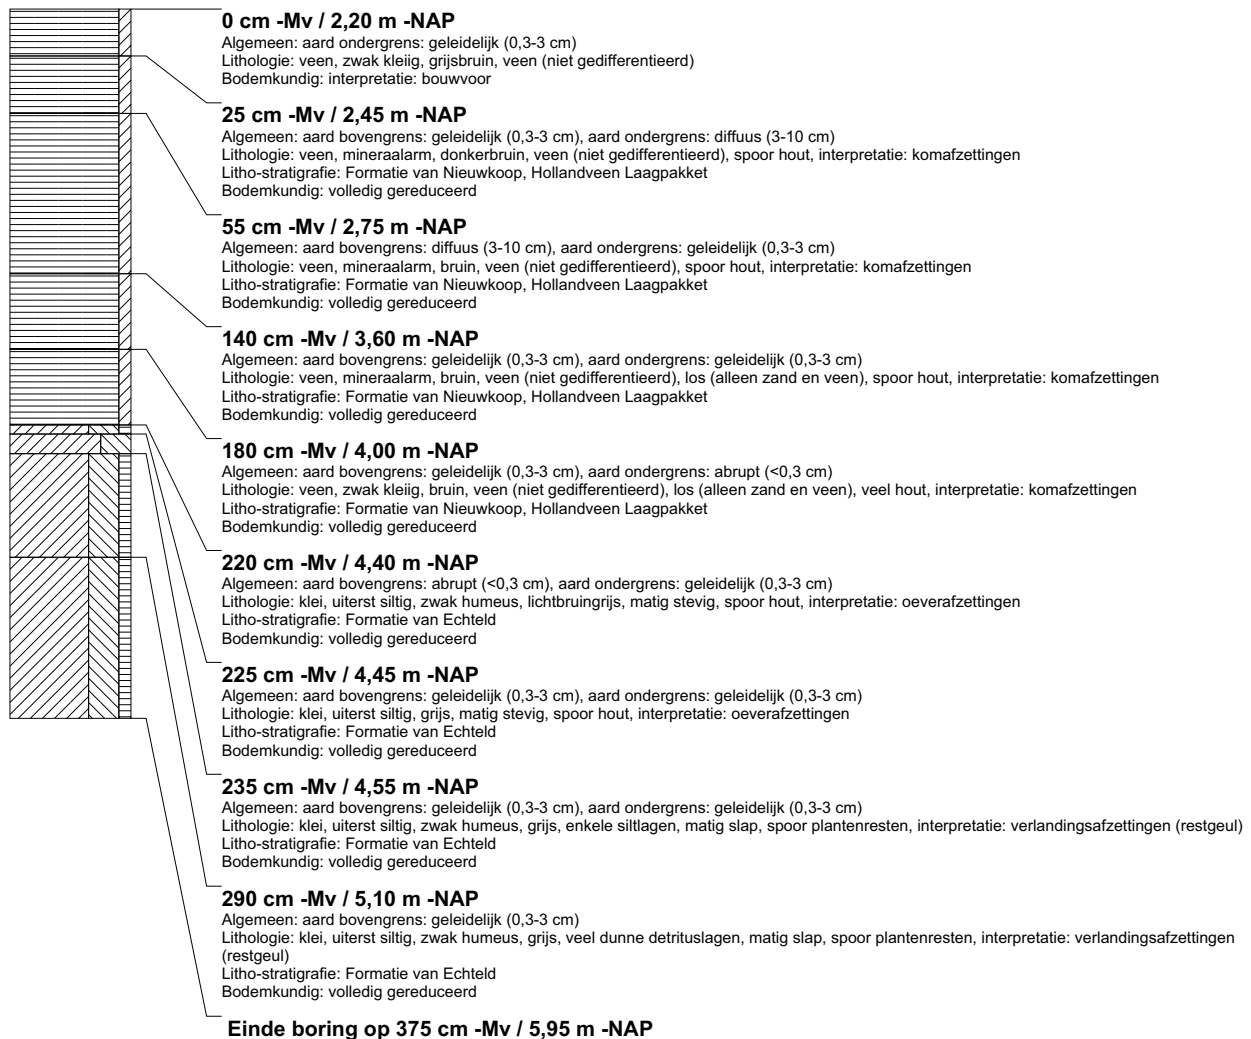 0 cm -Mv / 2,20 m -NAP
Algemeen: aard ondergrens: geleidelijk (0,3-3 cm)
Lithologie: veen, zwak kleiig, grijsbruin, veen (niet gedifferentieerd)
Bodemkundig: interpretatie: bouwvoor
25 cm -Mv / 2,45 m -NAP
Algemeen: aard bovengrens: geleidelijk (0,3-3 cm), aard ondergrens: diffuus (3-10 cm)
Lithologie: veen, mineraalarm, donkerbruin, veen (niet gedifferentieerd), spoor hout, interpretatie: komafzettingen
Litho-stratigrafie: Formatie van Nieuwkoop, Hollandveen Laagpakket
Bodemkundig: volledig gereduceerd
55 cm -Mv / 2,75 m -NAP
Algemeen: aard bovengrens: diffuus (3-10 cm), aard ondergrens: geleidelijk (0,3-3 cm)
Lithologie: veen, mineraalarm, bruin, veen (niet gedifferentieerd), spoor hout, interpretatie: komafzettingen
Litho-stratigrafie: Formatie van Nieuwkoop, Hollandveen Laagpakket
Bodemkundig: volledig gereduceerd
140 cm -Mv / 3,60 m -NAP
Algemeen: aard bovengrens: geleidelijk (0,3-3 cm), aard ondergrens: geleidelijk (0,3-3 cm)
Lithologie: veen, mineraalarm, bruin, veen (niet gedifferentieerd), los (alleen zand en veen), spoor hout, interpretatie: komafzettingen
Litho-stratigrafie: Formatie van Nieuwkoop, Hollandveen Laagpakket
Bodemkundig: volledig gereduceerd
180 cm -Mv / 4,00 m -NAP
Algemeen: aard bovengrens: geleidelijk (0,3-3 cm), aard ondergrens: abrupt (<0,3 cm)
Lithologie: veen, zwak kleiig, bruin, veen (niet gedifferentieerd), los (alleen zand en veen), veel hout, interpretatie: komafzettingen
Litho-stratigrafie: Formatie van Nieuwkoop, Hollandveen Laagpakket
Bodemkundig: volledig gereduceerd
220 cm -Mv / 4,40 m -NAP
Algemeen: aard bovengrens: abrupt (<0,3 cm), aard ondergrens: geleidelijk (0,3-3 cm)
Lithologie: klei, uiterst siltig, zwak humeus, lichtbruingrijs, matig stevig, spoor hout, interpretatie: oeverafzettingen
Litho-stratigrafie: Formatie van Echteld
Bodemkundig: volledig gereduceerd
225 cm -Mv / 4,45 m -NAP
Algemeen: aard bovengrens: geleidelijk (0,3-3 cm), aard ondergrens: geleidelijk (0,3-3 cm)
Lithologie: klei, uiterst siltig, grijs, matig stevig, spoor hout, interpretatie: oeverafzettingen
Litho-stratigrafie: Formatie van Echteld
Bodemkundig: volledig gereduceerd
235 cm -Mv / 4,55 m -NAP
Algemeen: aard bovengrens: geleidelijk (0,3-3 cm), aard ondergrens: geleidelijk (0,3-3 cm)
Lithologie: klei, uiterst siltig, zwak humeus, grijs, enkele siltlagen, matig slap, spoor plantenresten, interpretatie: verlandingsafzettingen (restgeul)
Litho-stratigrafie: Formatie van Echteld
Bodemkundig: volledig gereduceerd
290 cm -Mv / 5,10 m -NAP
Algemeen: aard bovengrens: geleidelijk (0,3-3 cm)
Lithologie: klei, uiterst siltig, zwak humeus, grijs, veel dunne detrituslagen, matig slap, spoor plantenresten, interpretatie: verlandingsafzettingen
(restgeul)
Litho-stratigrafie: Formatie van Echteld
Bodemkundig: volledig gereduceerd
Einde boring op 375 cm -Mv / 5,95 m -NAP